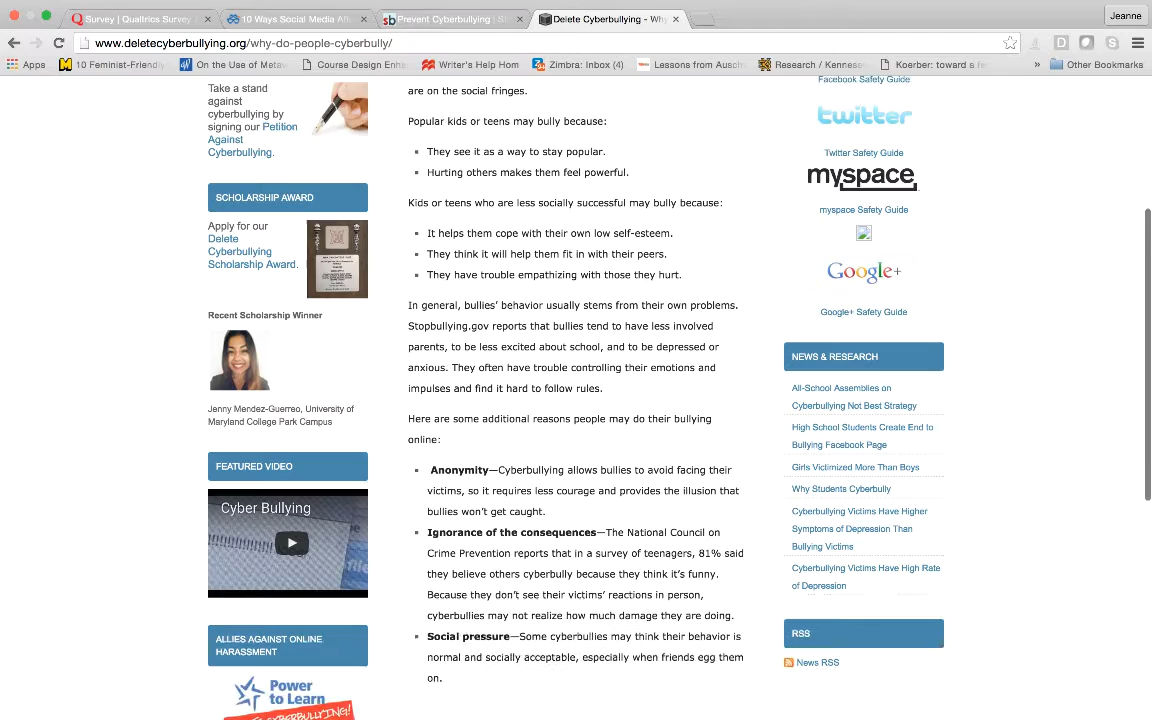 Survey | Qualtrics Survey
10 Ways Social Media Aff
Prevent Cyberbullying | St
Delete Cyberbullying - Why
Jeanne
www.deletecyberbullying.org/why-do-people-cyberbully/
Apps
10 Feminist-Friendly
On the Use of Metav
Course Design Enha
Writer's Help Home
Zimbra: Inbox (4)
Lessons from Ausch
Research / Kenness
Koerber: toward a fe
»
Other Bookmarks
Take a stand
against
cyberbullying by
signing our Petition
Against
Cyberbullying.
SCHOLARSHIP AWARD
Apply for our
Delete
Cyberbullying
Scholarship Award.
Recent Scholarship Winner
Jenny Mendez-Guerreo, University of
Maryland College Park Campus
FEATURED VIDEO
Cyber Bullying
ALLIES AGAINST ONLINE
HARASSMENT
Power
to Learn
CYBERBULLYING!
are on the social fringes.
Popular kids or teens may bully because:
They see it as a way to stay popular.
Hurting others makes them feel powerful.
Kids or teens who are less socially successful may bully because:
It helps them cope with their own low self-esteem.
They think it will help them fit in with their peers.
They have trouble empathizing with those they hurt.
In general, bullies' behavior usually stems from their own problems.
Stopbullying.gov reports that bullies tend to have less involved
parents, to be less excited about school, and to be depressed or
anxious. They often have trouble controlling their emotions and
impulses and find it hard to follow rules.
Here are some additional reasons people may do their bullying
online:
Anonymity—Cyberbullying allows bullies to avoid facing their
victims, so it requires less courage and provides the illusion that
bullies won't get caught.
Ignorance of the consequences—The National Council on
Crime Prevention reports that in a survey of teenagers, 81% said
they believe others cyberbully because they think it's funny.
Because they don't see their victims' reactions in person,
cyberbullies may not realize how much damage they are doing.
Social pressure—Some cyberbullies may think their behavior is
normal and socially acceptable, especially when friends egg them
on.
Facebook Safety Guide
twitter
Twitter Safety Guide
myspace
myspace Safety Guide
Google+
Google+ Safety Guide
NEWS & RESEARCH
All-School Assemblies on
Cyberbullying Not Best Strategy
High School Students Create End to
Bullying Facebook Page
Girls Victimized More Than Boys
Why Students Cyberbully
Cyberbullying Victims Have Higher
Symptoms of Depression Than
Bullying Victims
Cyberbullying Victims Have High Rate
of Depression
RSS
News RSS